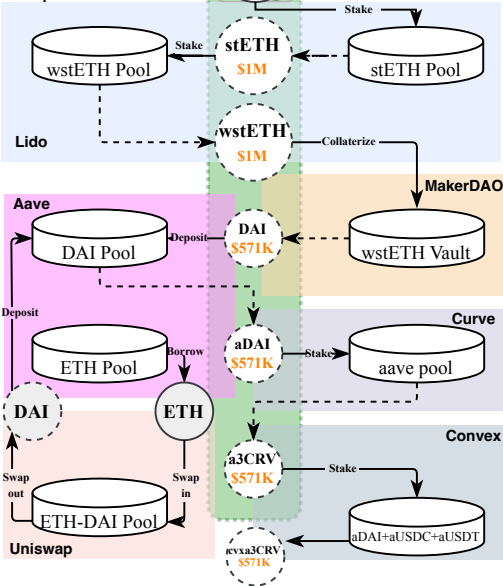 Stake
stETH
$1M
stETH Pool
Stake
wstETH Pool
wstETH
$1M
Lido
Collaterize
MakerDAO
Aave
DAI
$571K
Deposit
DAI Pool
wstETH Vault
Deposit
Curve
aDAI
$571K
Stake
aave pool
ETH Pool
Borrow
DAI
ETH
Convex
a3CRV
$571K
Stake
Swap
out
Swap
in
ETH-DAI Pool
aDAI+aUSDC+aUSDT
Uniswap
cvxa3CRV
$571K